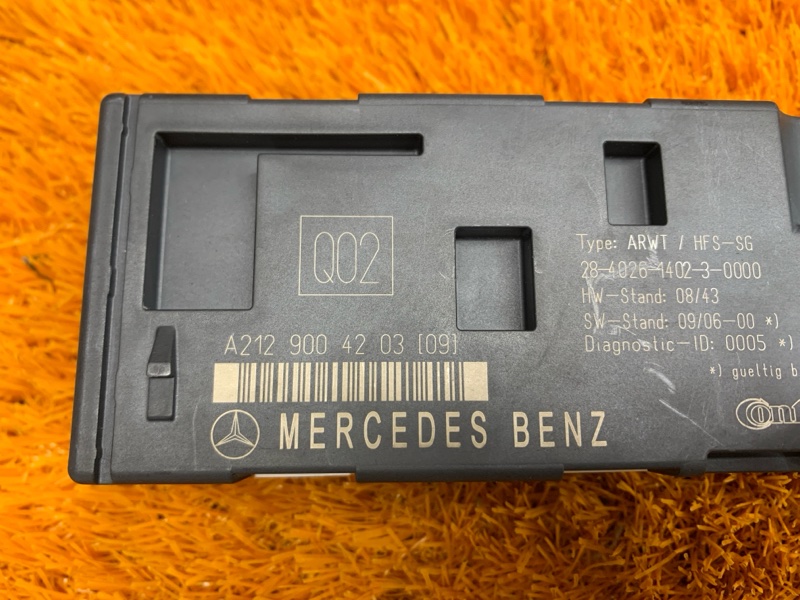 Q02
A212 900 42 03 [09]
MERCEDES BENZ
Type: ARWT / HFS-SG
28-4026-1402-3-0000
HW-Stand: 08/43
SW-Stand: 09/06-00 *)
Diagnostic-ID: 0005 *)
*) gueltig b